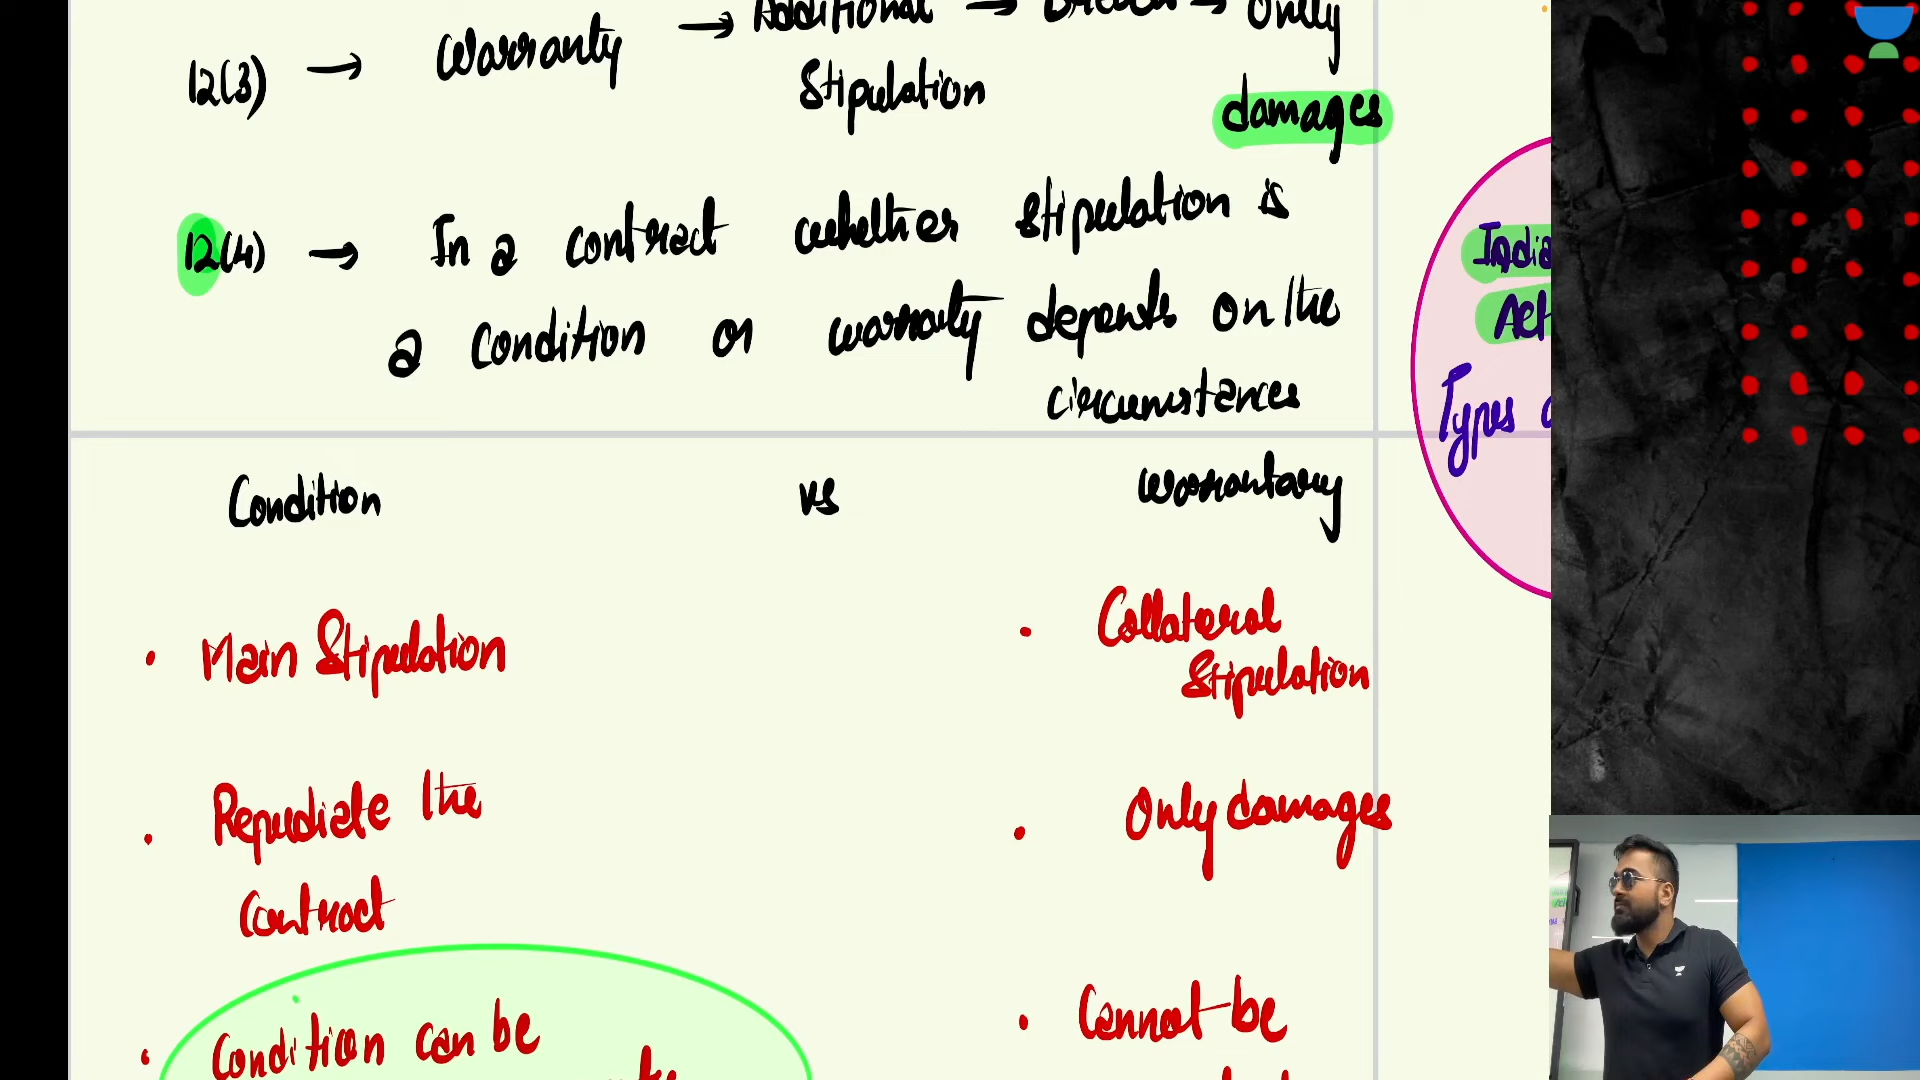 12(3) → Warranty → Additional → Breach → Only
Stipulation damages
12(4) → In a contract whether stipulation is
a condition or warranty depends on the
circumstances
Condition vs warrantary
• Main Stipulation
• Collateral
Stipulation
• Repudiate the
Contract
• Only damages
• Condition can be
• Cannot be
India
Act
Types